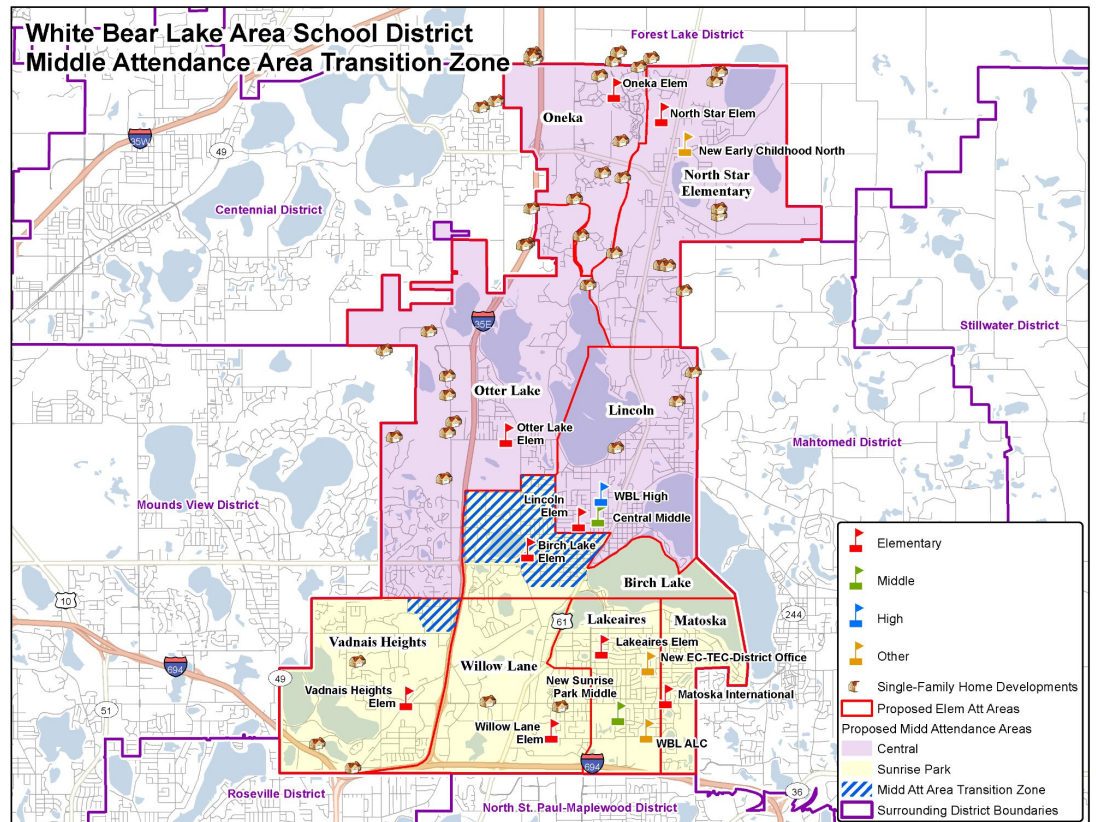 White Bear Lake Area School District
Middle Attendance Area Transition Zone
Forest Lake District
Oneka Elem
Oneka
North Star Elem
35W
49
New Early Childhood North
North Star
Elementary
Centennial District
35E
Stillwater District
Otter Lake
Lincoln
Otter Lake
Elem
Mahtomedi District
Mounds View District
Lincoln
Elem
WBL High
Central Middle
Birch Lake
Elem
Birch Lake
10
244
61
Lakeaires
Matoska
Vadnais Heights
Willow Lane
Lakeaires Elem
New EC-TEC-District Office
694
49
Vadnais Heights
Elem
New Sunrise
Park Middle
Matoska International
51
Willow Lane
Elem
WBL ALC
694
Roseville District
North St. Paul-Maplewood District
36
Elementary
Middle
High
Other
Single-Family Home Developments
Proposed Elem Att Areas
Proposed Midd Attendance Areas
Central
Sunrise Park
Midd Att Area Transition Zone
Surrounding District Boundaries